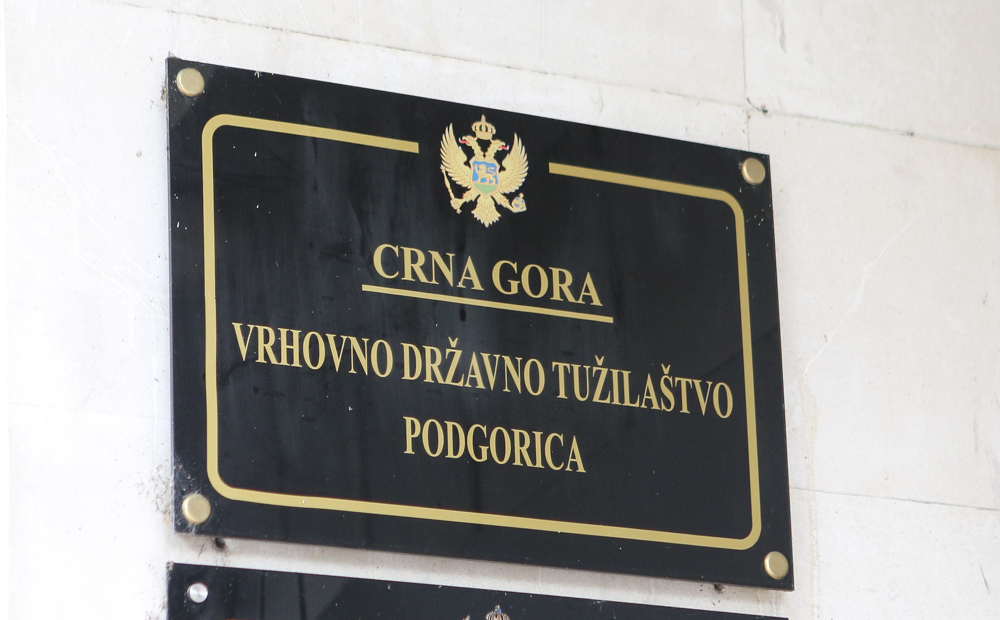 CRNA GORA
VRHOVNO DRŽAVNO TUŽILAŠTVO
PODGORICA